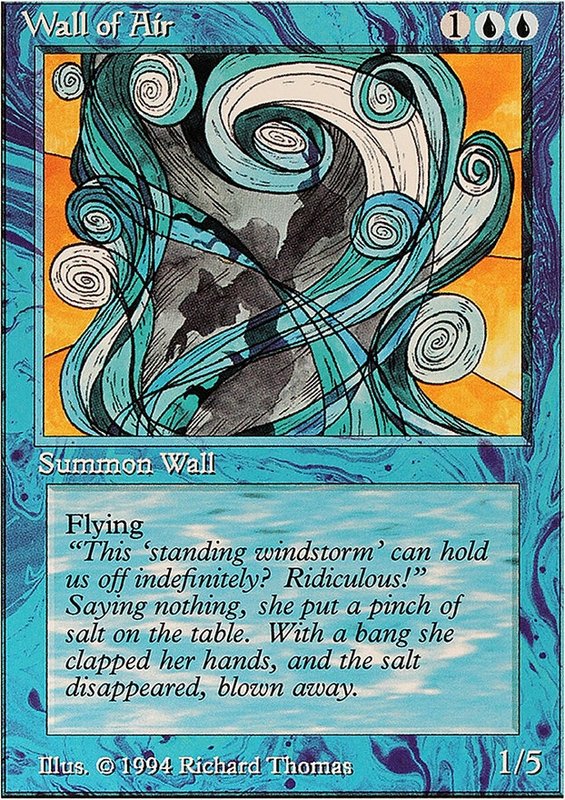 Wall of Air
1
Summon Wall
Flying
“This ‘standing windstorm’ can hold
us off indefinitely?  Ridiculous!”
Saying nothing, she put a pinch of
salt on the table.  With a bang she
clapped her hands, and the salt
disappeared, blown away.
Illus. © 1994 Richard Thomas
1/5